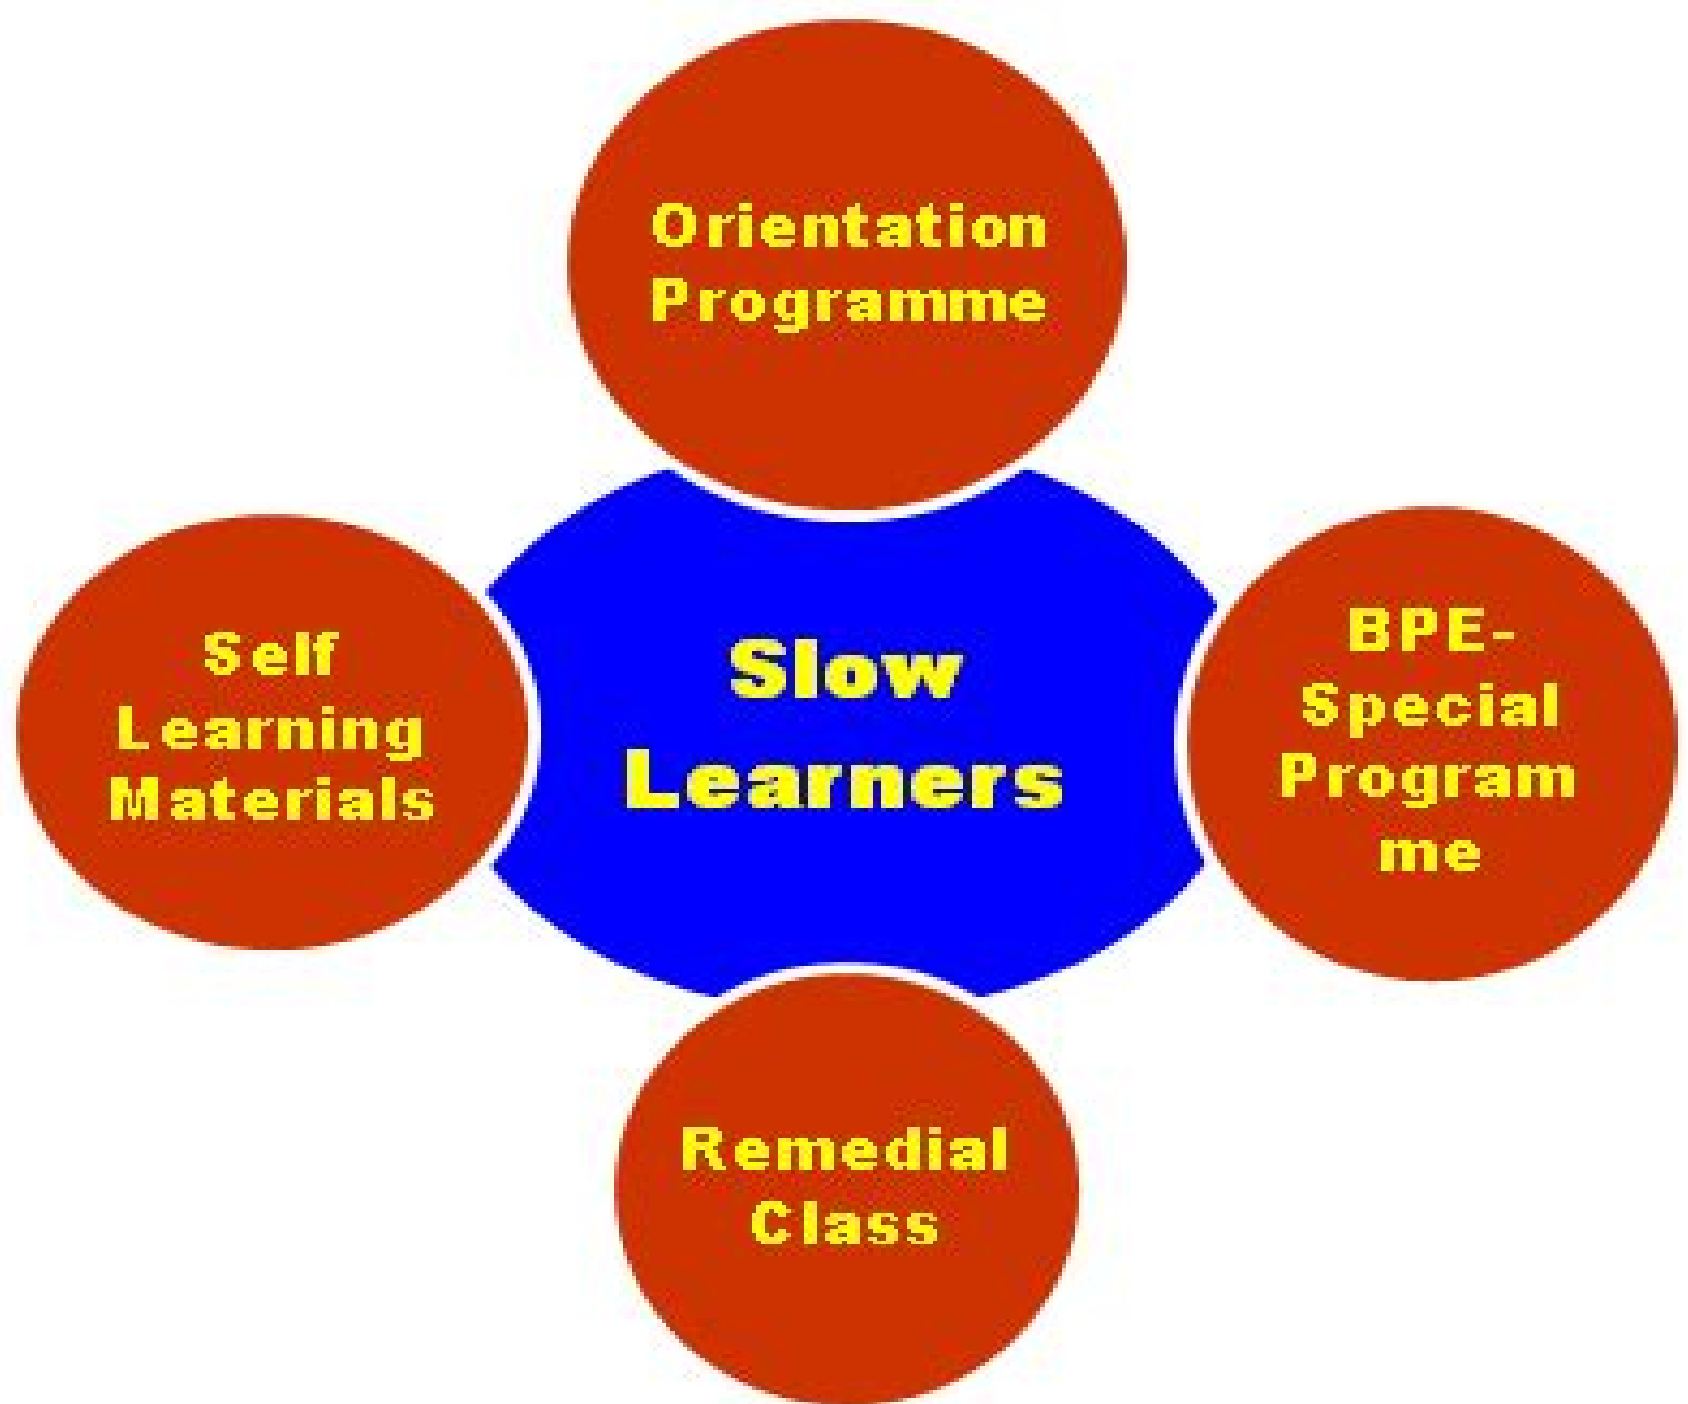 Orientation
Programme
Self
Learning
Materials
Slow
Learners
BPE-
Special
Program
me
Remedial
Class